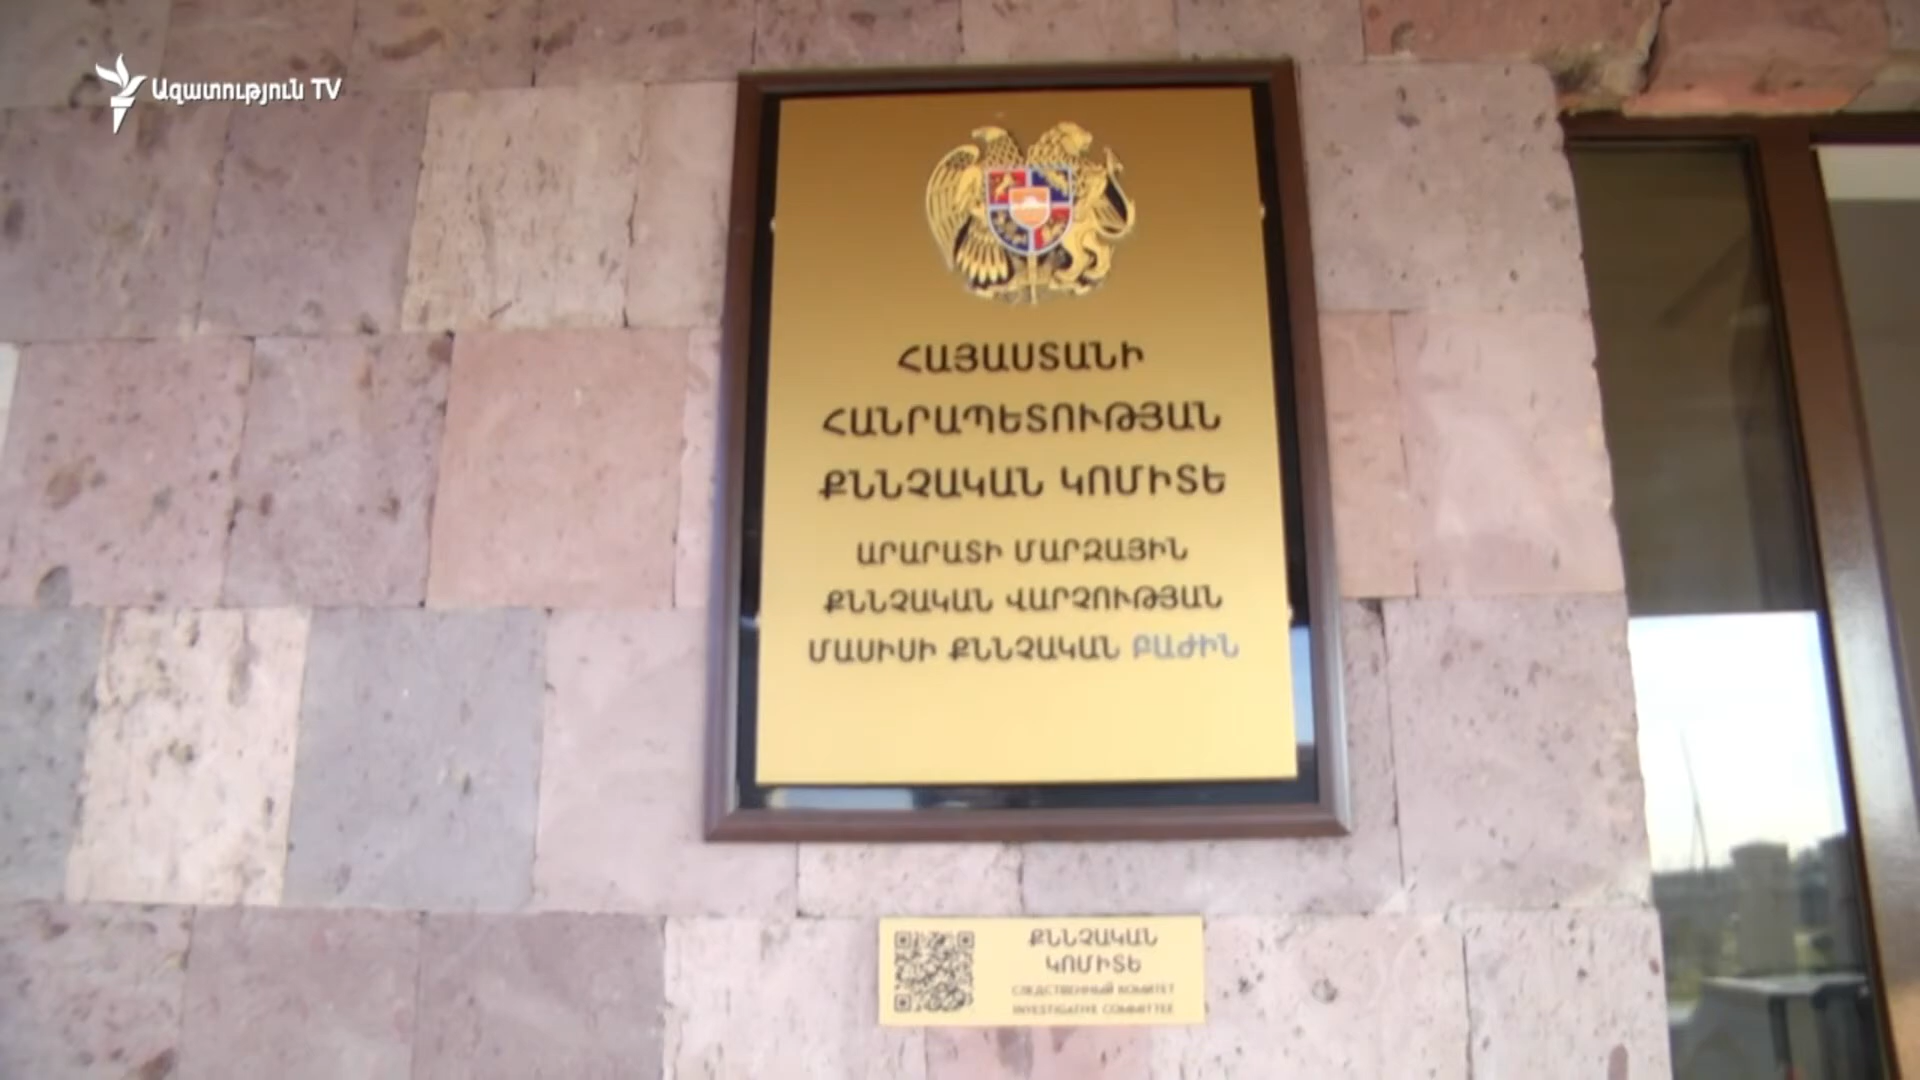 Ազատություն TV
ՀԱՅԱՍՏԱՆԻ
ՀԱՆՐԱՊԵՏՈՒԹՅԱՆ
ՔՆՆՉԱԿԱՆ ԿՈՄԻՏԵ
ԱՐԱՐԱՏԻ ՄԱՐԶԱՅԻՆ
ՔՆՆՉԱԿԱՆ ՎԱՐՉՈՒԹՅԱՆ
ՄԱՍԻՍԻ ՔՆՆՉԱԿԱՆ ԲԱԺԻՆ
ՔՆՆՉԱԿԱՆ
ԿՈՄԻՏԵ
СЛЕДСТВЕННЫЙ КОМИТЕТ
INVESTIGATIVE COMMITTEE